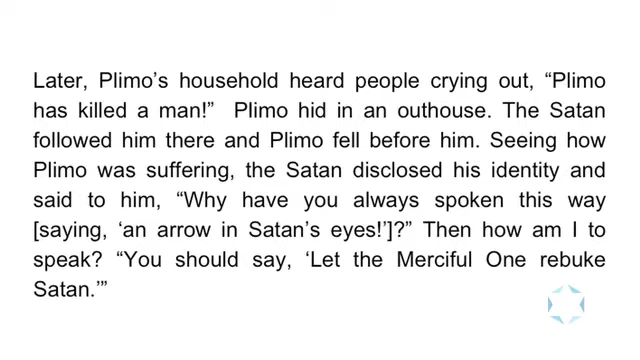 Later, Plimo’s household heard people crying out, “Plimo
has killed a man!”  Plimo hid in an outhouse. The Satan
followed him there and Plimo fell before him. Seeing how
Plimo was suffering, the Satan disclosed his identity and
said to him, “Why have you always spoken this way
[saying, ‘an arrow in Satan’s eyes!’]?” Then how am I to
speak? “You should say, ‘Let the Merciful One rebuke
Satan.’”